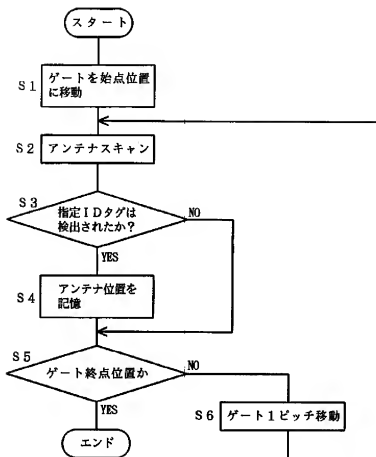 スタート
S1
ゲートを始点位置
に移動
S2
アンテナスキャン
S3
指定IDタグは
検出されたか?
NO
YES
S4
アンテナ位置を
記憶
S5
ゲート終点位置か
NO
YES
S6
ゲート1ピッチ移動
エンド